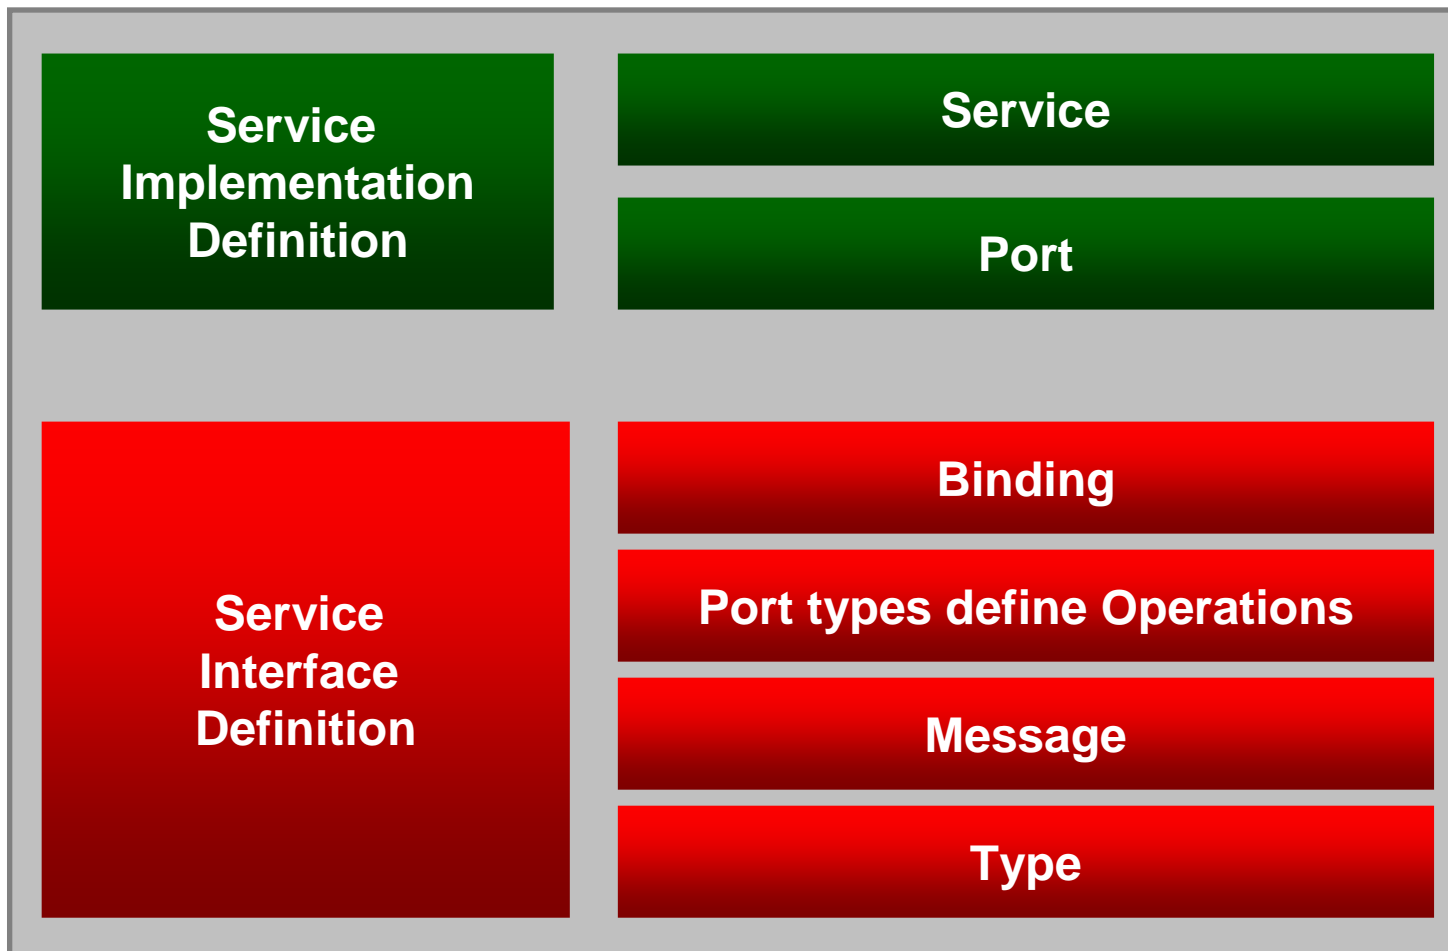 Service
Implementation
Definition
Service
Port
Service
Interface
Definition
Binding
Port types define Operations
Message
Type